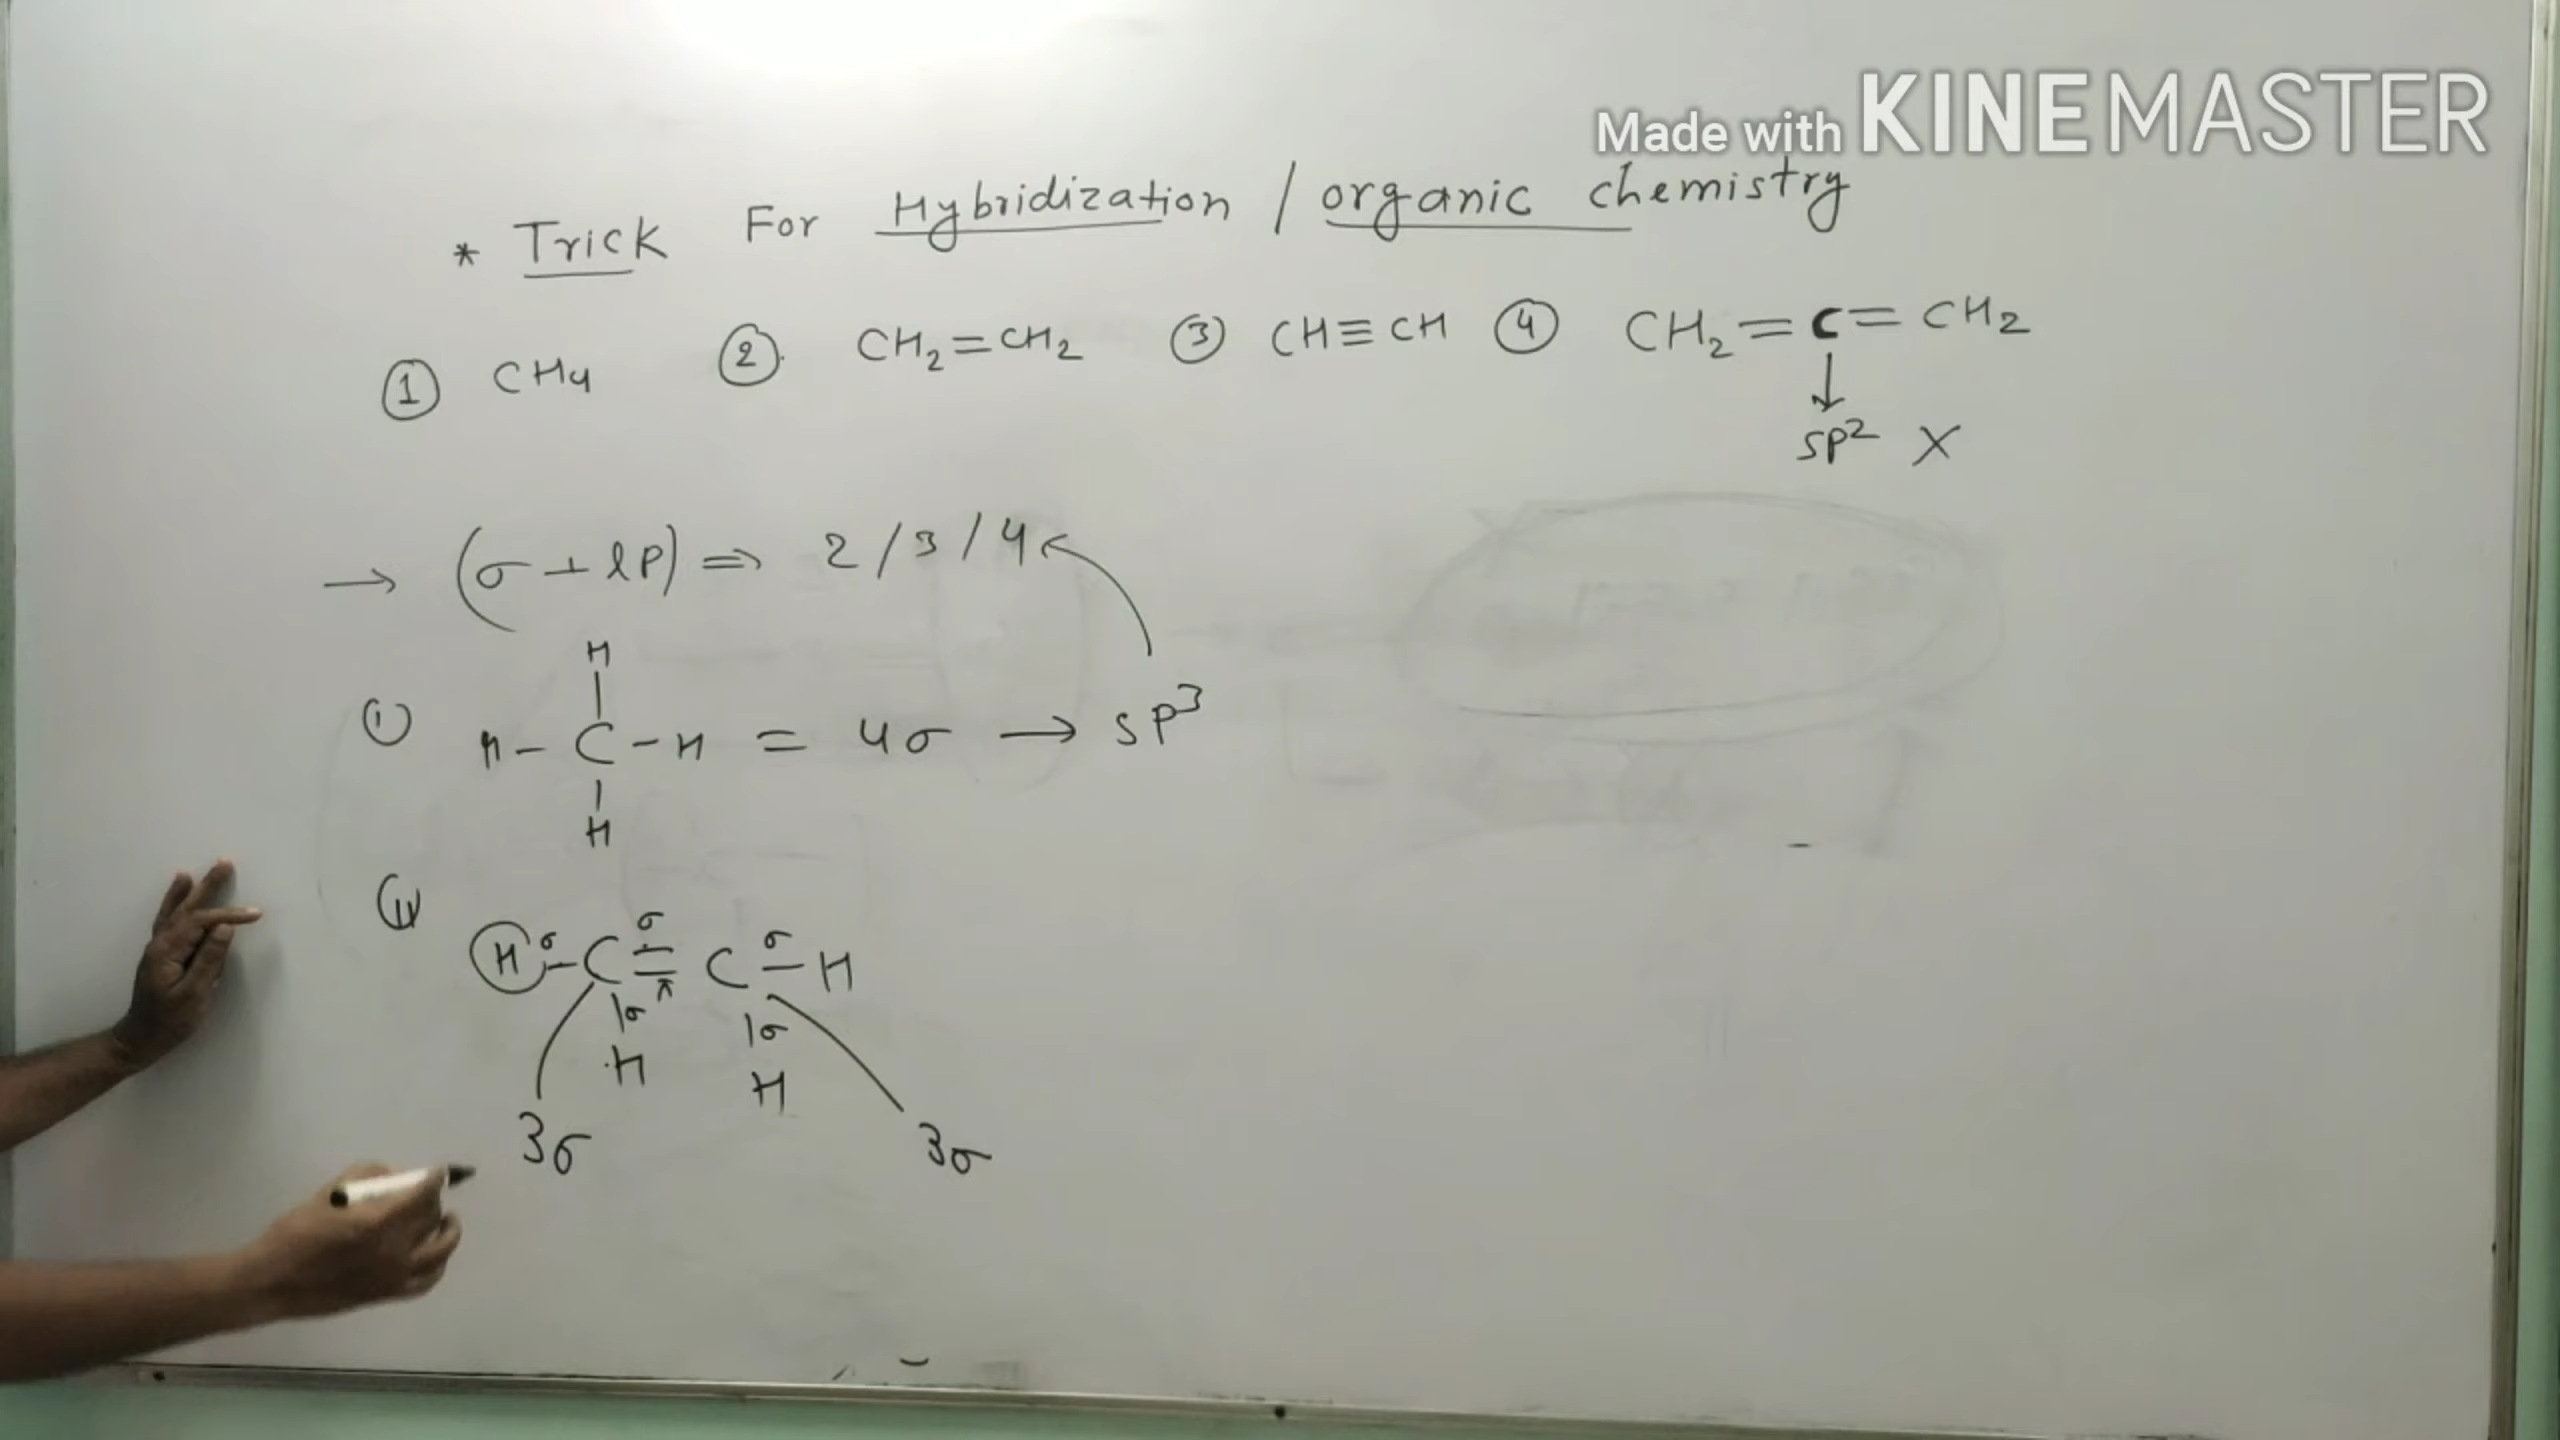 Made with KINEMASTER
* Trick For Hybridization / organic chemistry
① CH4 ② CH2=CH2 ③ CH≡CH ④ CH2=C=CH2
↓
sp2 X
→ (σ + lp) ⇒ 2/3/4
H
|
① H-C-H = 4σ → sp3
|
H
(ii)
σ σ σ
H-C=C-H
|σ π |σ
H H
3σ 3σ